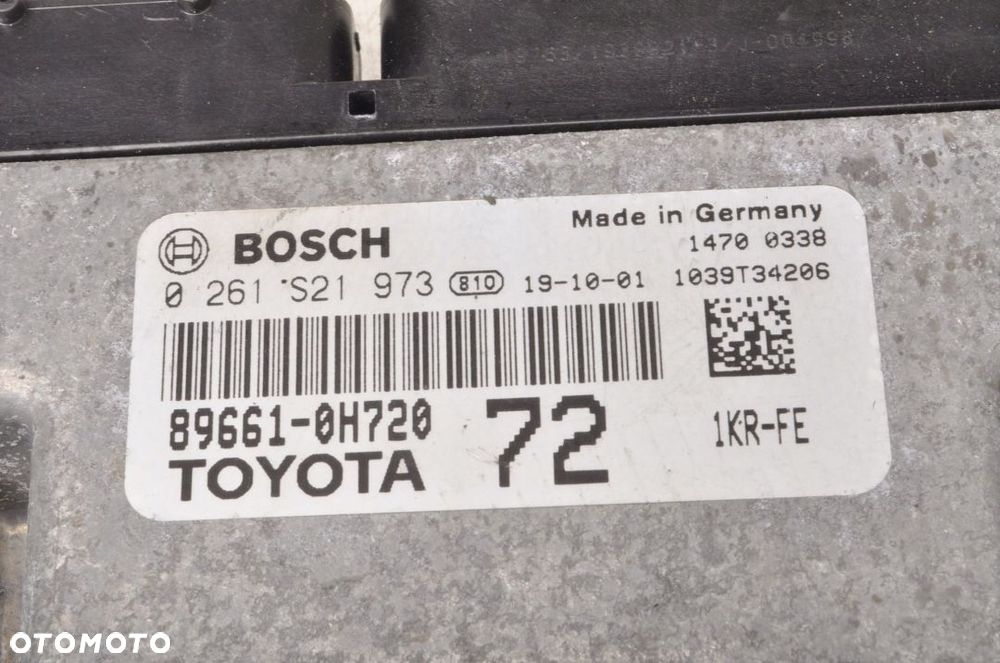 BOSCH
Made in Germany
1470 0338
0 261 S21 973 810 19-10-01 1039T34206
89661-0H720 72 1KR-FE
TOYOTA
OTOMOTO